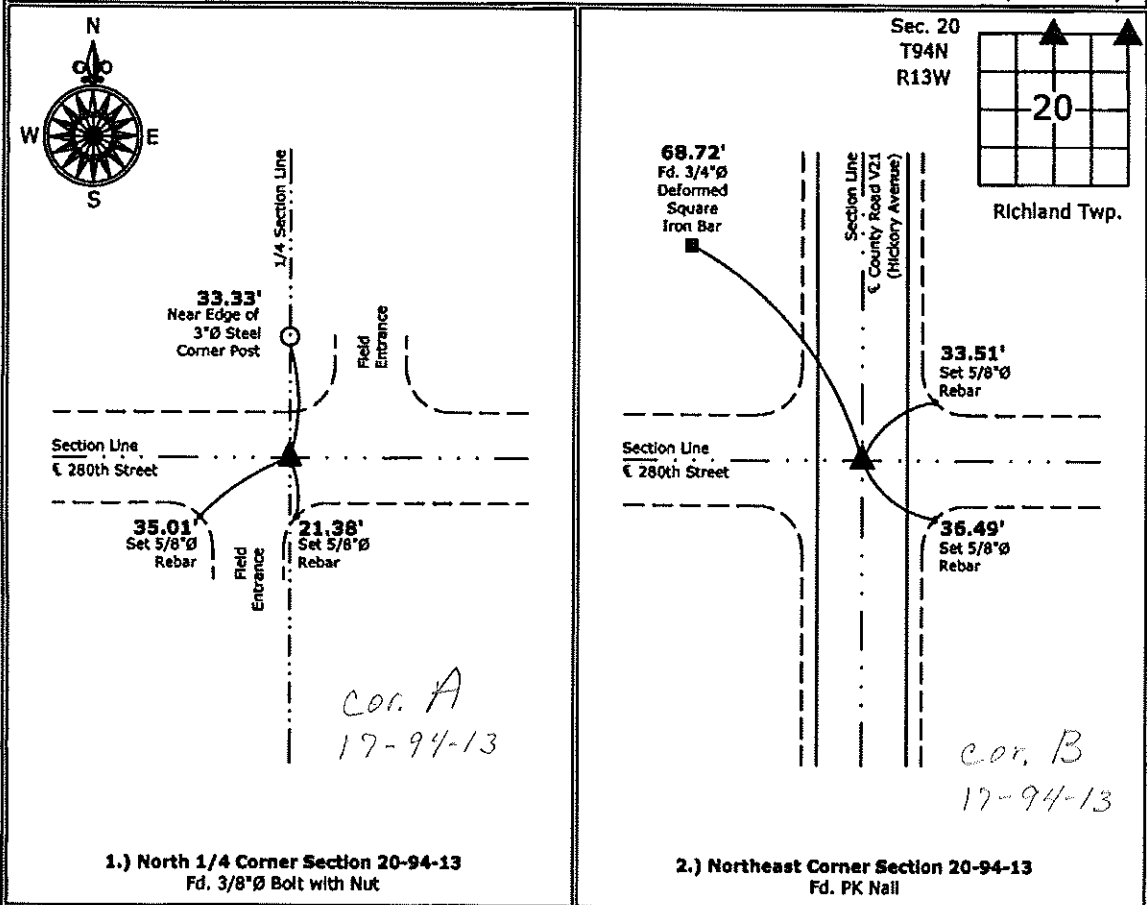 N
W
E
S
1/4 Section Line
33.33'
Near Edge of
3"Ø Steel
Corner Post
Field
Entrance
Section Line
℄ 280th Street
35.01'
Set 5/8"Ø
Rebar
Field
Entrance
21.38'
Set 5/8"Ø
Rebar
cor. A
17-94-13
1.) North 1/4 Corner Section 20-94-13
Fd. 3/8"Ø Bolt with Nut
Sec. 20
T94N
R13W
20
Richland Twp.
68.72'
Fd. 3/4"Ø
Deformed
Square
Iron Bar
Section Line
℄ County Road V21
(Hickory Avenue)
33.51'
Set 5/8"Ø
Rebar
Section Line
℄ 280th Street
36.49'
Set 5/8"Ø
Rebar
cor. B
17-94-13
2.) Northeast Corner Section 20-94-13
Fd. PK Nail